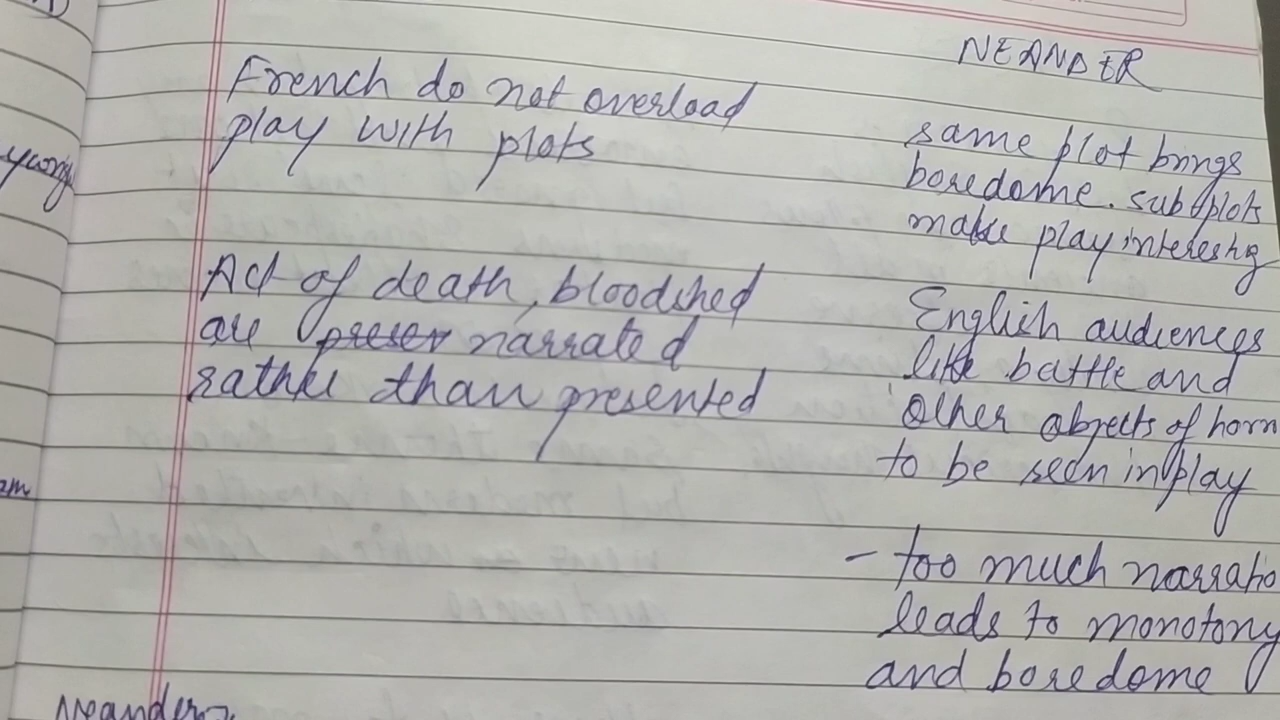 NEANDER
French do not overload
play with plots
same plot brings
boredome. subplots
make play interesting
Act of death, bloodshed
are preser narrated
rather than presented
English audiences
like battle and
other objects of horr
to be seen in play
- too much narratio
leads to monotony
and boredome
Neander